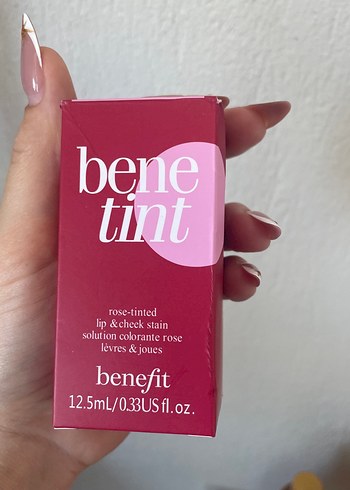 bene
tint
rose-tinted
lip & cheek stain
solution colorante rose
lèvres & joues
benefit
12.5mL/0.33US fl.oz.